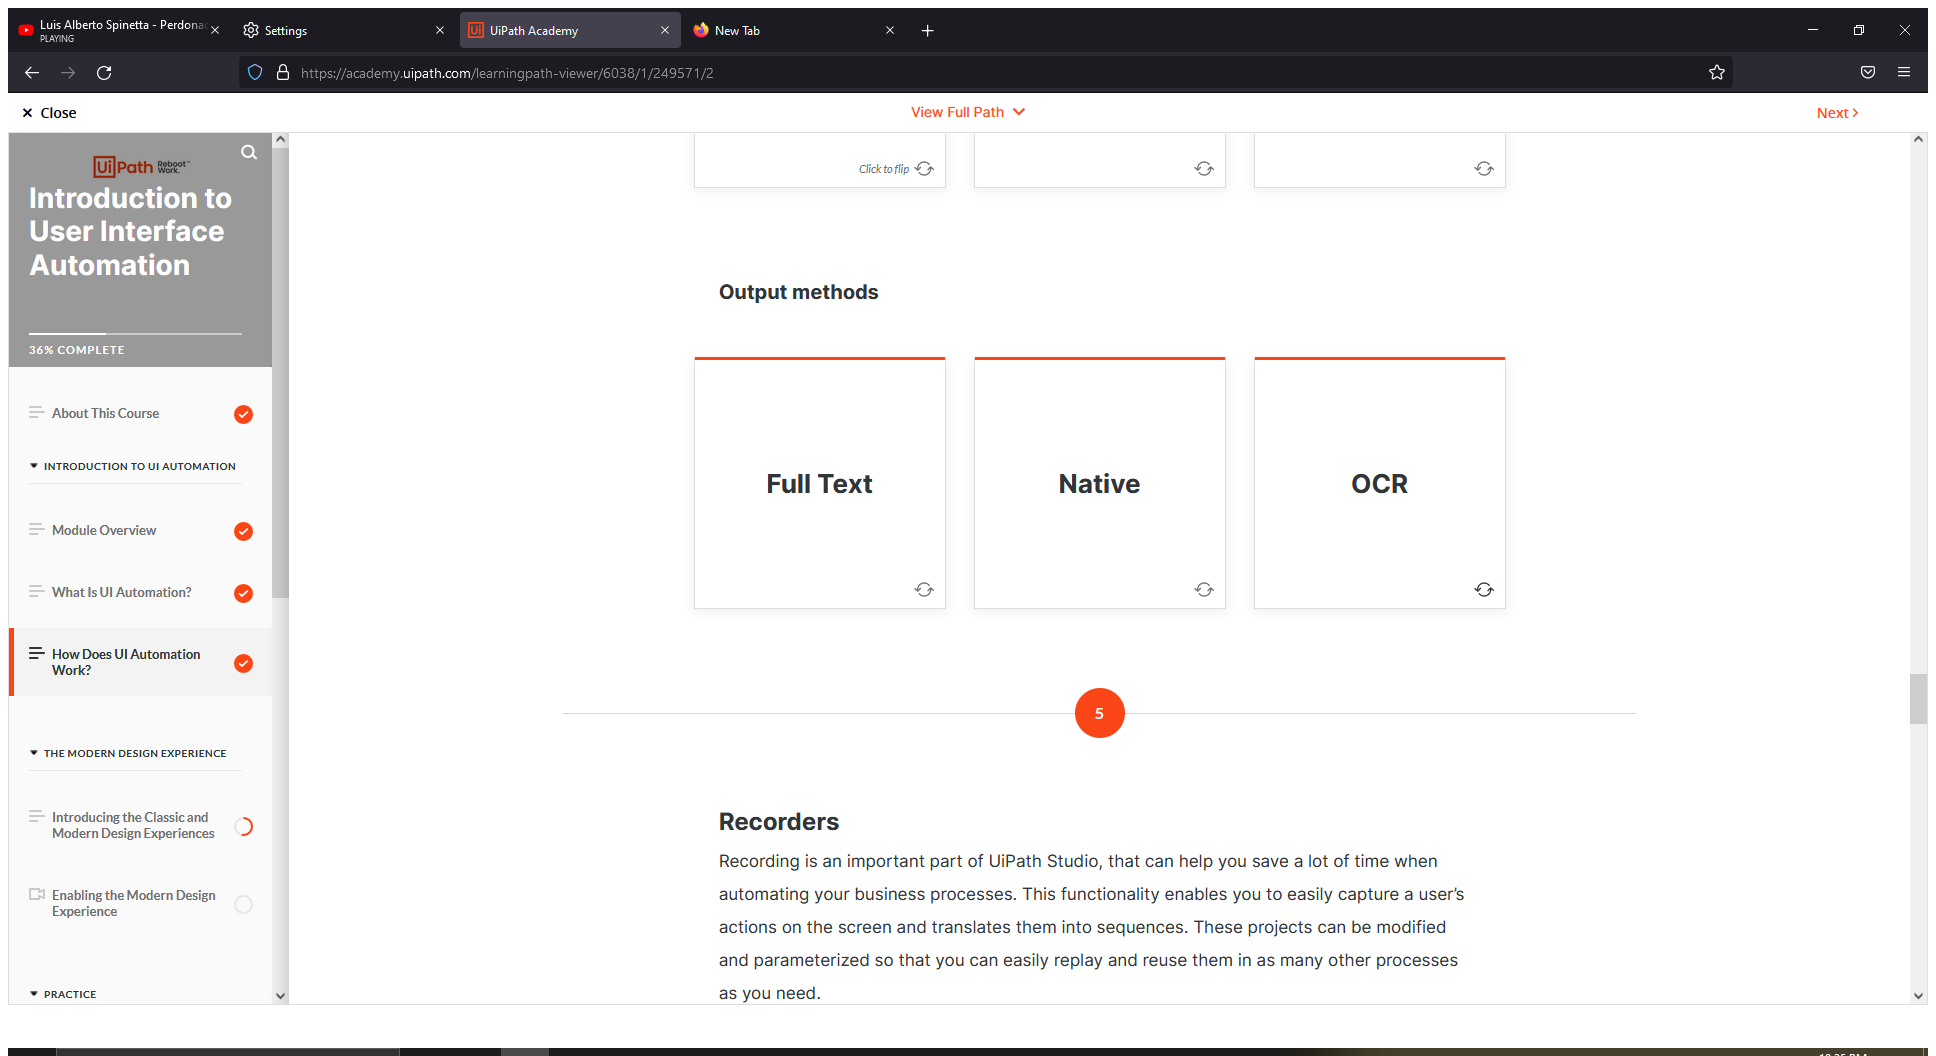 Luis Alberto Spinetta - Perdonad
PLAYING
Settings
UiPath Academy
New Tab
https://academy.uipath.com/learningpath-viewer/6038/1/249571/2
Close
View Full Path
Next
UiPath Reboot Work.™
Introduction to
User Interface
Automation
36% COMPLETE
About This Course
INTRODUCTION TO UI AUTOMATION
Module Overview
What Is UI Automation?
How Does UI Automation
Work?
THE MODERN DESIGN EXPERIENCE
Introducing the Classic and
Modern Design Experiences
Enabling the Modern Design
Experience
PRACTICE
Click to flip
Output methods
Full Text
Native
OCR
5
Recorders
Recording is an important part of UiPath Studio, that can help you save a lot of time when
automating your business processes. This functionality enables you to easily capture a user's
actions on the screen and translates them into sequences. These projects can be modified
and parameterized so that you can easily replay and reuse them in as many other processes
as you need.